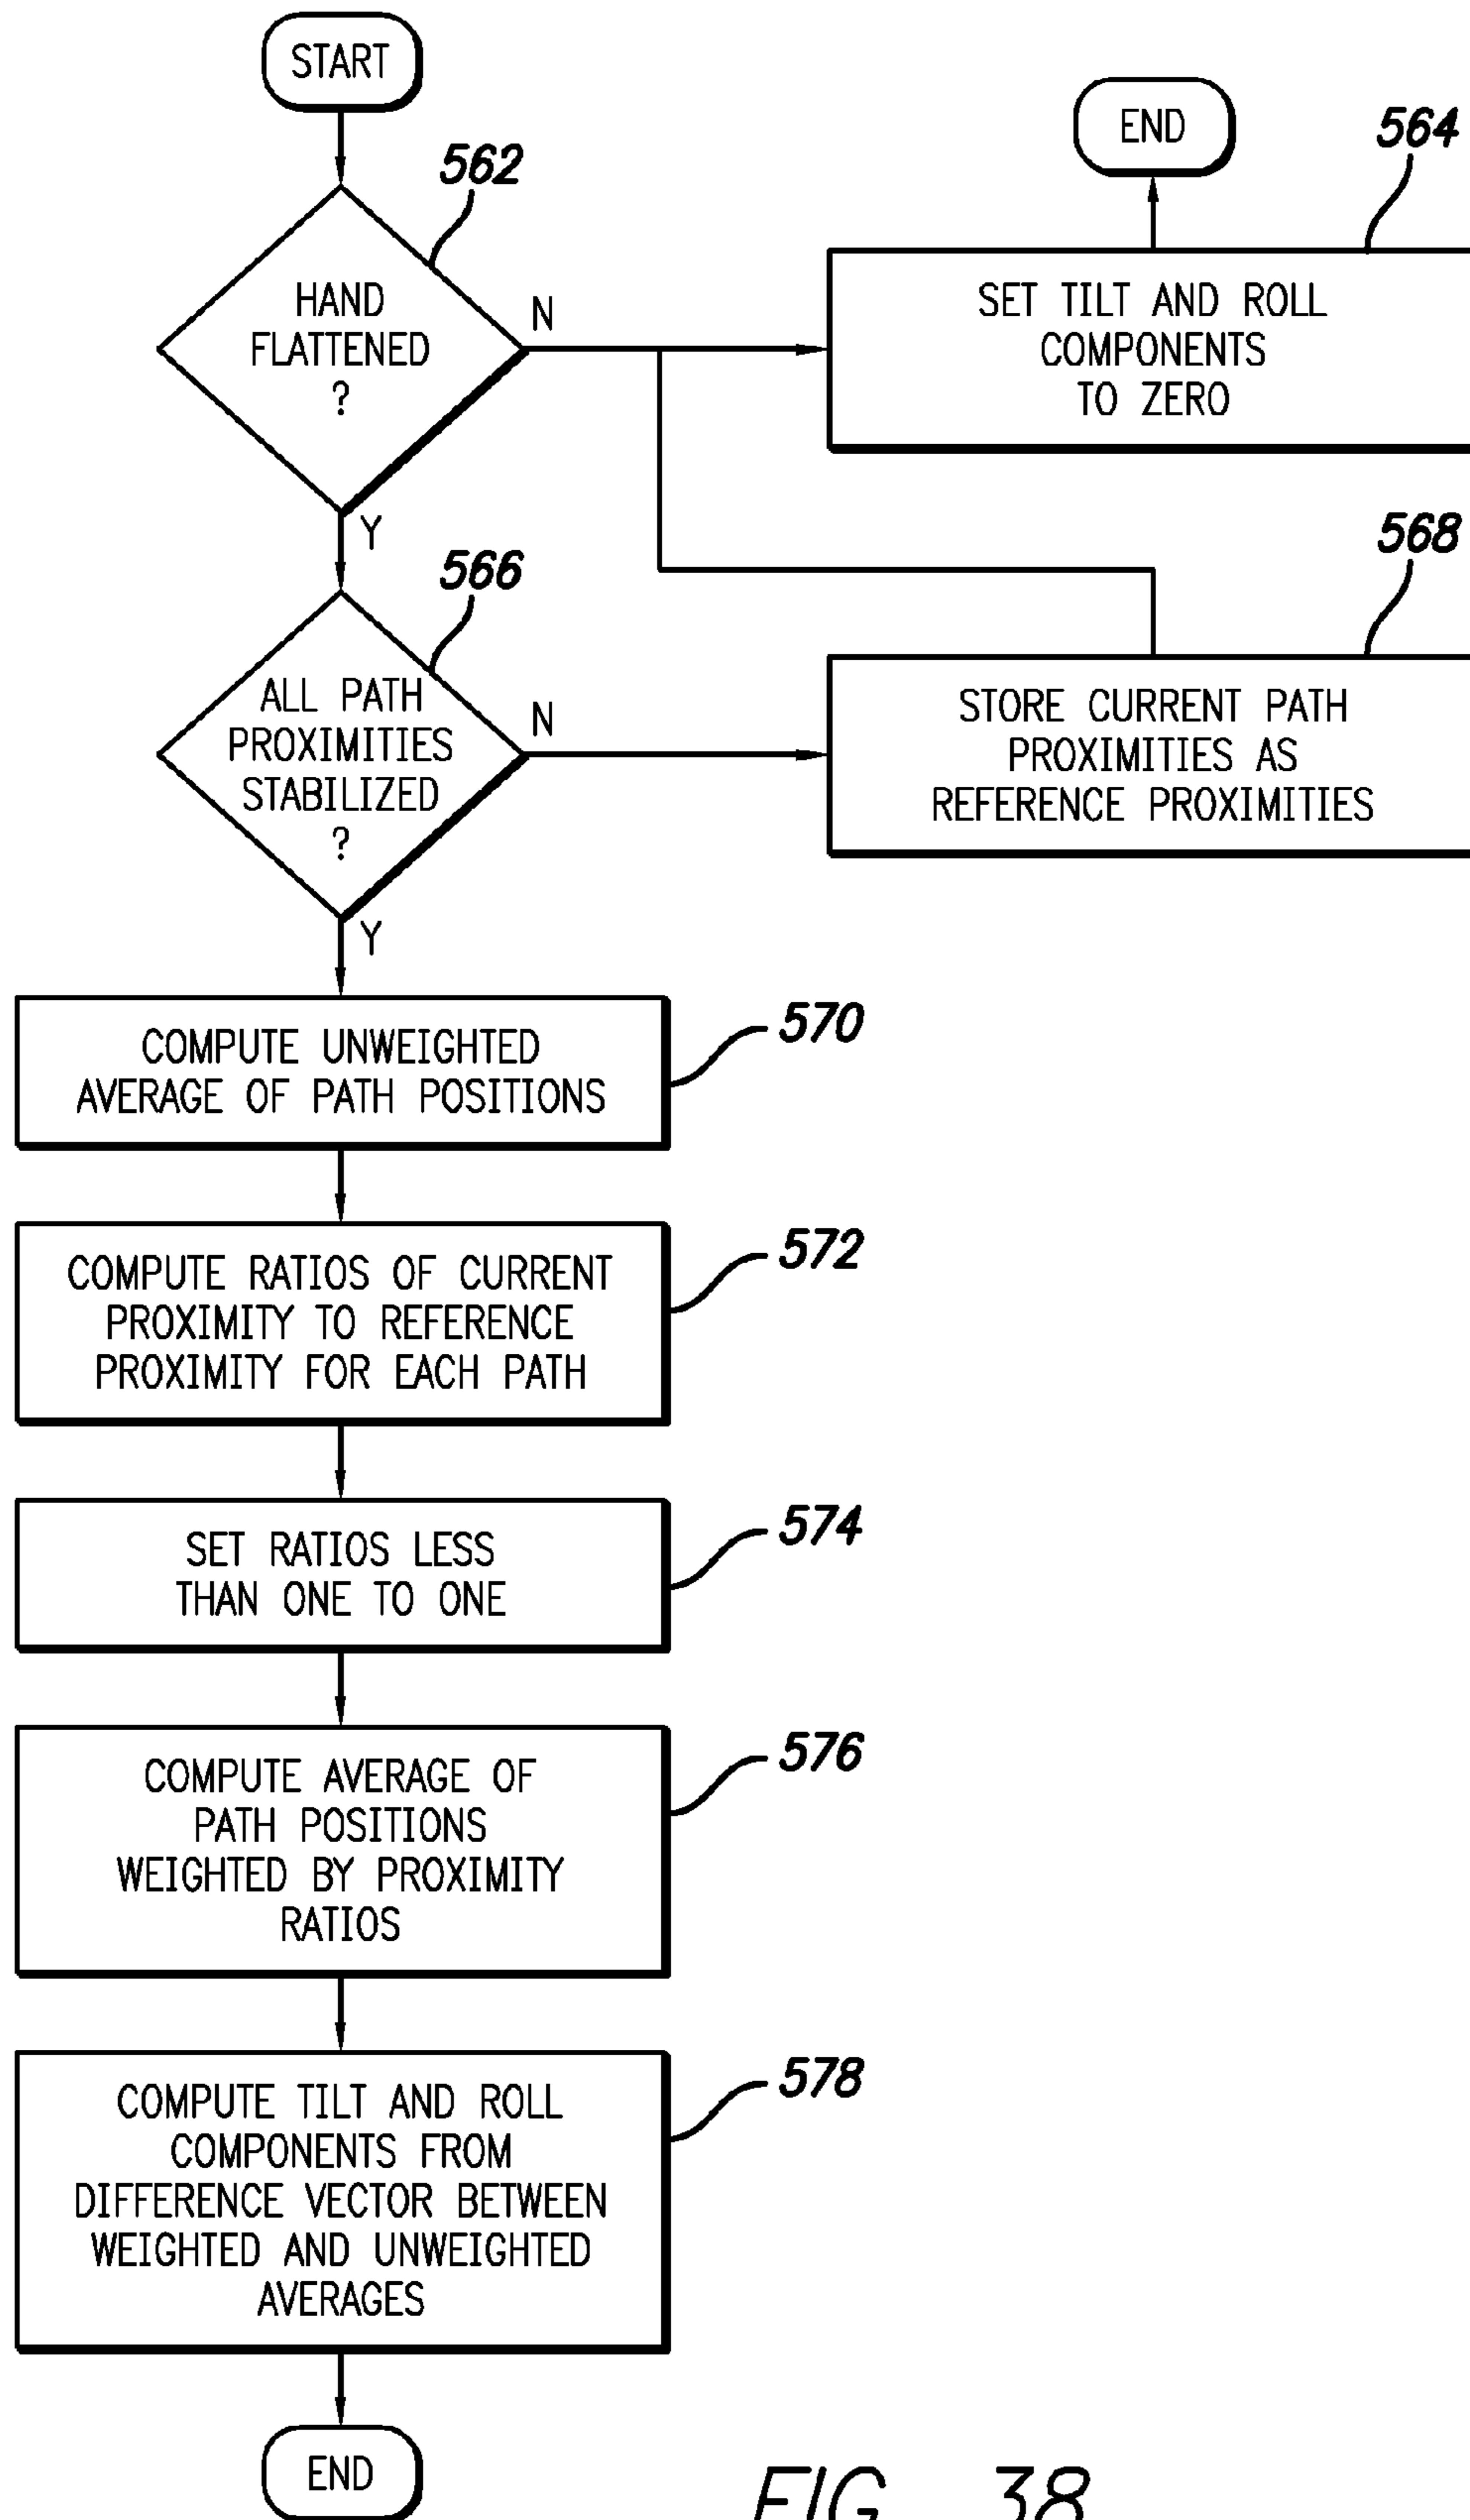 START
562
HAND
FLATTENED
?
N
Y
END
564
SET TILT AND ROLL
COMPONENTS
TO ZERO
566
ALL PATH
PROXIMITIES
STABILIZED
?
N
Y
568
STORE CURRENT PATH
PROXIMITIES AS
REFERENCE PROXIMITIES
570
COMPUTE UNWEIGHTED
AVERAGE OF PATH POSITIONS
572
COMPUTE RATIOS OF CURRENT
PROXIMITY TO REFERENCE
PROXIMITY FOR EACH PATH
574
SET RATIOS LESS
THAN ONE TO ONE
576
COMPUTE AVERAGE OF
PATH POSITIONS
WEIGHTED BY PROXIMITY
RATIOS
578
COMPUTE TILT AND ROLL
COMPONENTS FROM
DIFFERENCE VECTOR BETWEEN
WEIGHTED AND UNWEIGHTED
AVERAGES
END
FIG. 38